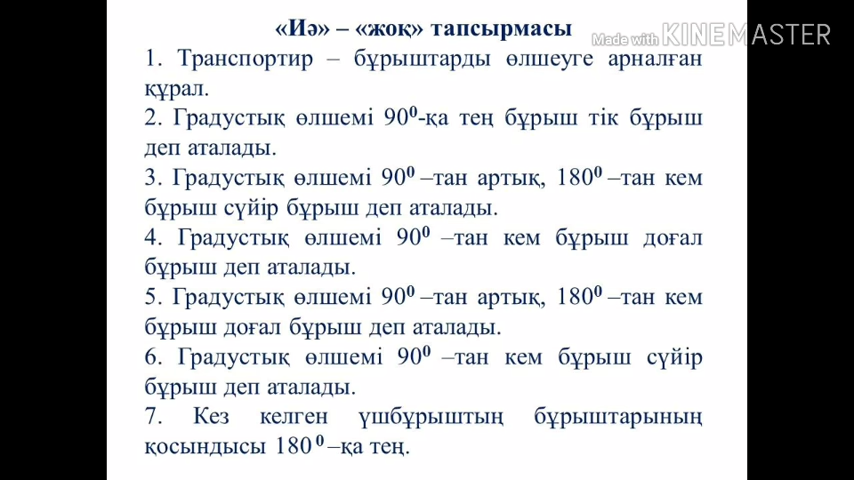 «Иә» – «жоқ» тапсырмасы
Made with KINEMASTER
1. Транспортир – бұрыштарды өлшеуге арналған
құрал.
2. Градустық өлшемі 90⁰-қа тең бұрыш тік бұрыш
деп аталады.
3. Градустық өлшемі 90⁰ –тан артық, 180⁰ –тан кем
бұрыш сүйір бұрыш деп аталады.
4. Градустық өлшемі 90⁰ –тан кем бұрыш доғал
бұрыш деп аталады.
5. Градустық өлшемі 90⁰ –тан артық, 180⁰ –тан кем
бұрыш доғал бұрыш деп аталады.
6. Градустық өлшемі 90⁰ –тан кем бұрыш сүйір
бұрыш деп аталады.
7. Кез келген үшбұрыштың бұрыштарының
қосындысы 180⁰ –қа тең.